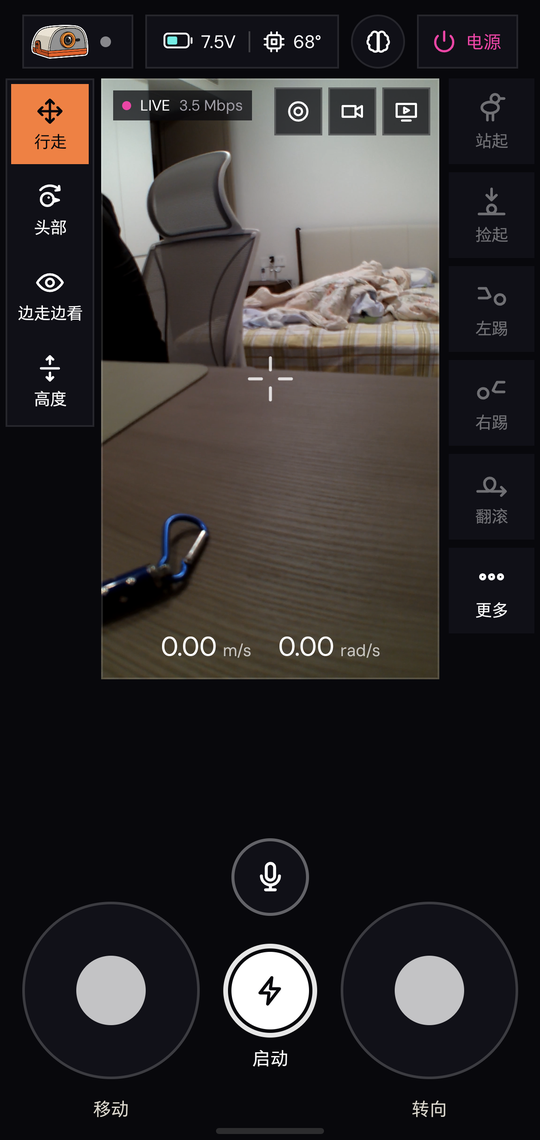 7.5V
68°
电源
行走
头部
边走边看
高度
LIVE 3.5 Mbps
站起
捡起
左踢
右踢
翻滚
更多
0.00 m/s 0.00 rad/s
启动
移动
转向